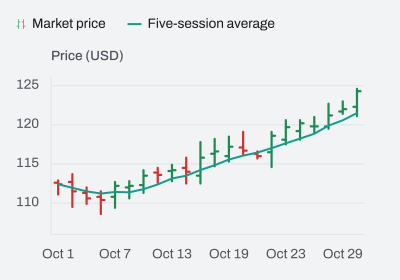 Market price Five-session average
Price (USD)
125
120
115
110
Oct 1 Oct 7 Oct 13 Oct 19 Oct 23 Oct 29